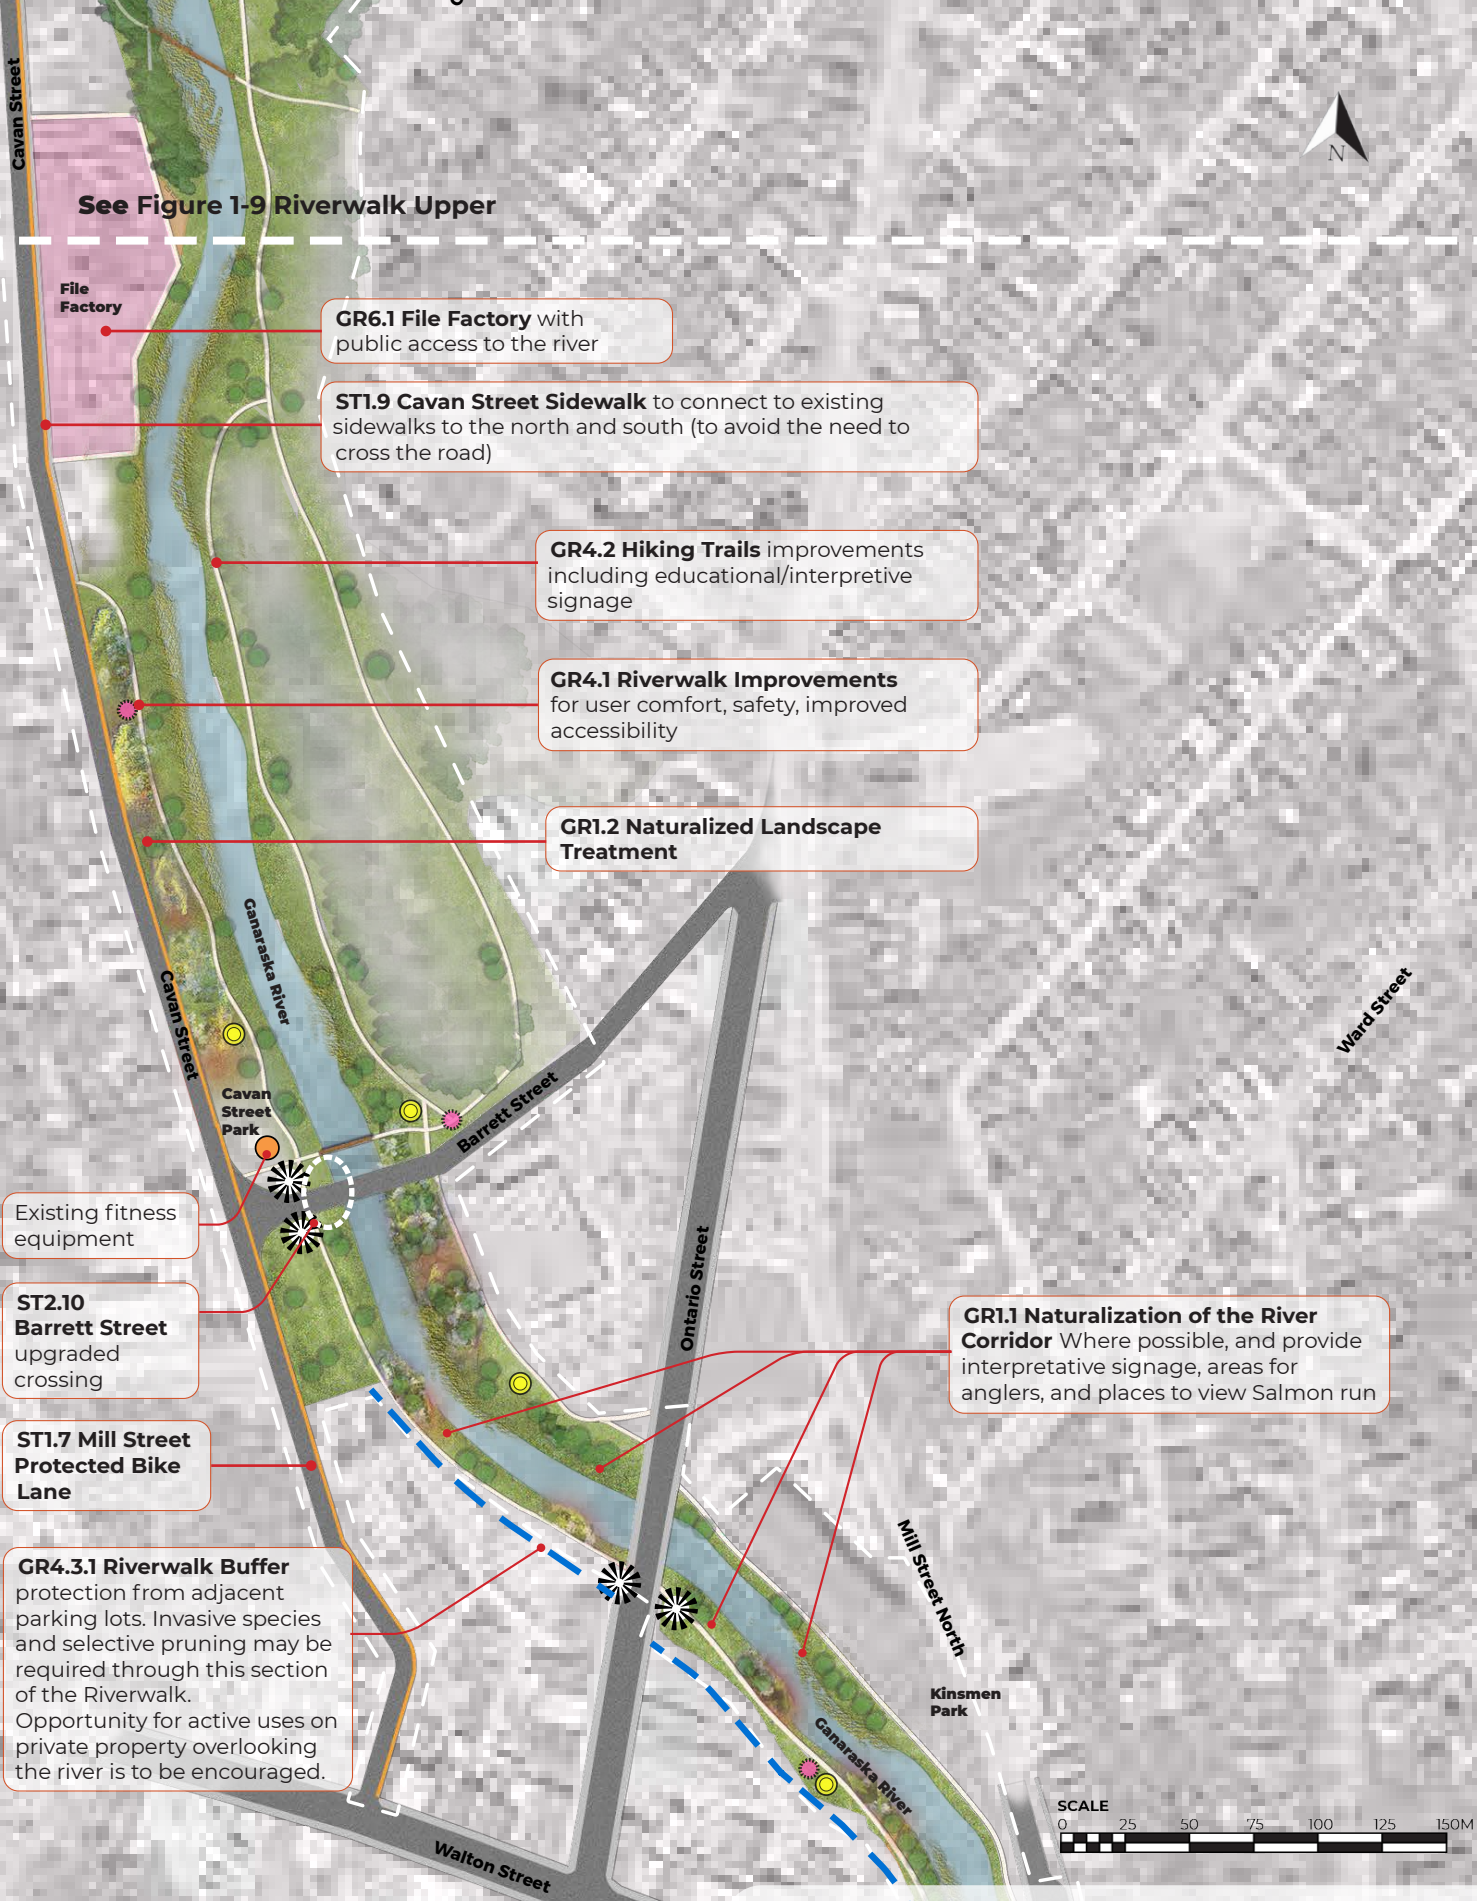 Cavan Street
N
See Figure 1-9 Riverwalk Upper
File
Factory
GR6.1 File Factory with
public access to the river
ST1.9 Cavan Street Sidewalk to connect to existing
sidewalks to the north and south (to avoid the need to
cross the road)
GR4.2 Hiking Trails improvements
including educational/interpretive
signage
GR4.1 Riverwalk Improvements
for user comfort, safety, improved
accessibility
GR1.2 Naturalized Landscape
Treatment
Ganaraska River
Cavan Street
Ward Street
Cavan
Street
Park
Barrett Street
Existing fitness
equipment
ST2.10
Barrett Street
upgraded
crossing
Ontario Street
GR1.1 Naturalization of the River
Corridor Where possible, and provide
interpretative signage, areas for
anglers, and places to view Salmon run
ST1.7 Mill Street
Protected Bike
Lane
GR4.3.1 Riverwalk Buffer
protection from adjacent
parking lots. Invasive species
and selective pruning may be
required through this section
of the Riverwalk.
Opportunity for active uses on
private property overlooking
the river is to be encouraged.
Mill Street North
Kinsmen
Park
Ganaraska River
Walton Street
SCALE
0 25 50 75 100 125 150M